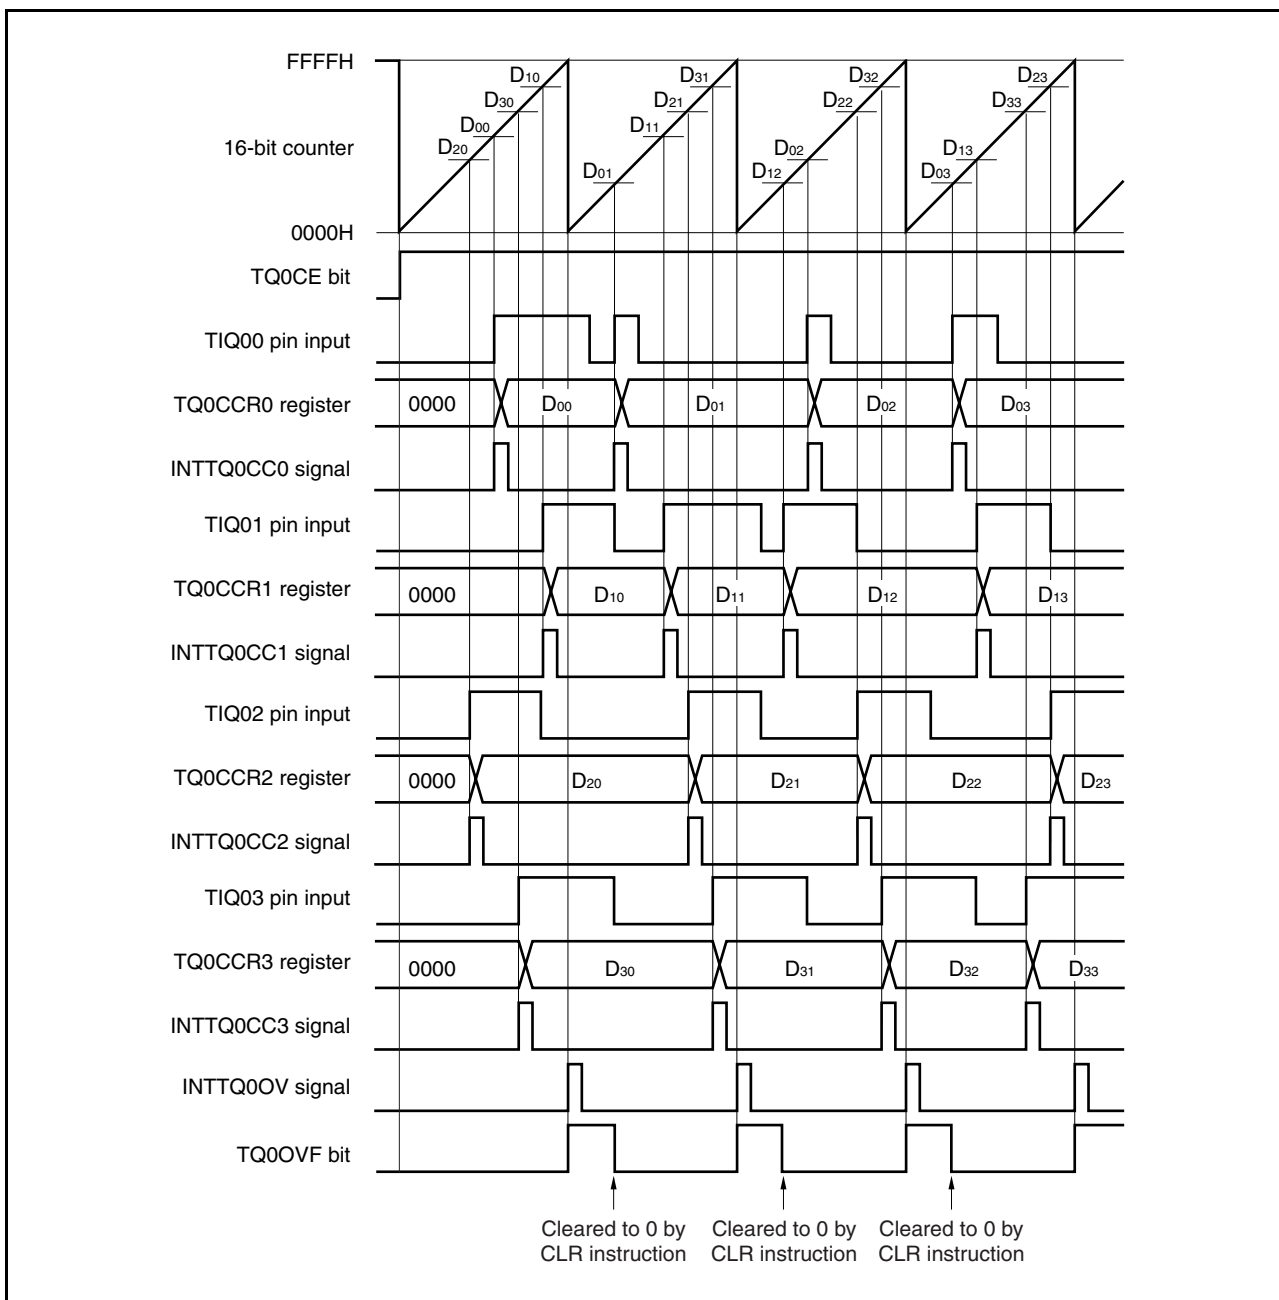 FFFFH
D10
D31
D32
D23
D30
D21
D22
D33
D00
D11
D20
D02
D13
16-bit counter
D01
D12
D03
0000H
TQ0CE bit
TIQ00 pin input
TQ0CCR0 register
0000
D00
D01
D02
D03
INTTQ0CC0 signal
TIQ01 pin input
TQ0CCR1 register
0000
D10
D11
D12
D13
INTTQ0CC1 signal
TIQ02 pin input
TQ0CCR2 register
0000
D20
D21
D22
D23
INTTQ0CC2 signal
TIQ03 pin input
TQ0CCR3 register
0000
D30
D31
D32
D33
INTTQ0CC3 signal
INTTQ0OV signal
TQ0OVF bit
Cleared to 0 by
CLR instruction
Cleared to 0 by
CLR instruction
Cleared to 0 by
CLR instruction